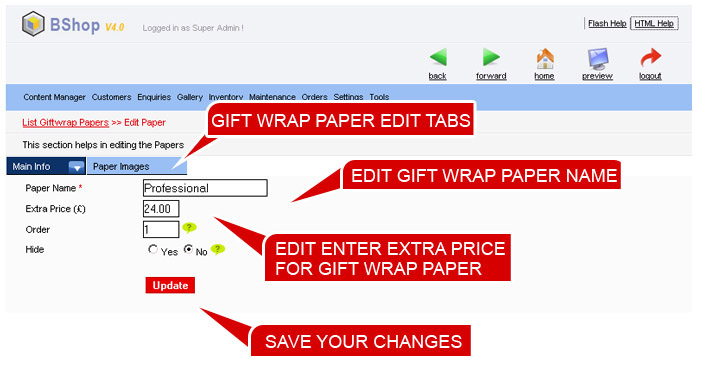 BShop V4.0 Logged in as Super Admin !
Flash Help HTML Help
back forward home preview logout
Content Manager Customers Enquiries Gallery Inventory Maintenance Orders Settings Tools
List Giftwrap Papers >> Edit Paper
GIFT WRAP PAPER EDIT TABS
This section helps in editing the Papers
Main Info Paper Images
EDIT GIFT WRAP PAPER NAME
Paper Name * Professional
Extra Price (£) 24.00
Order 1 ?
Hide Yes No ?
EDIT ENTER EXTRA PRICE
FOR GIFT WRAP PAPER
Update
SAVE YOUR CHANGES